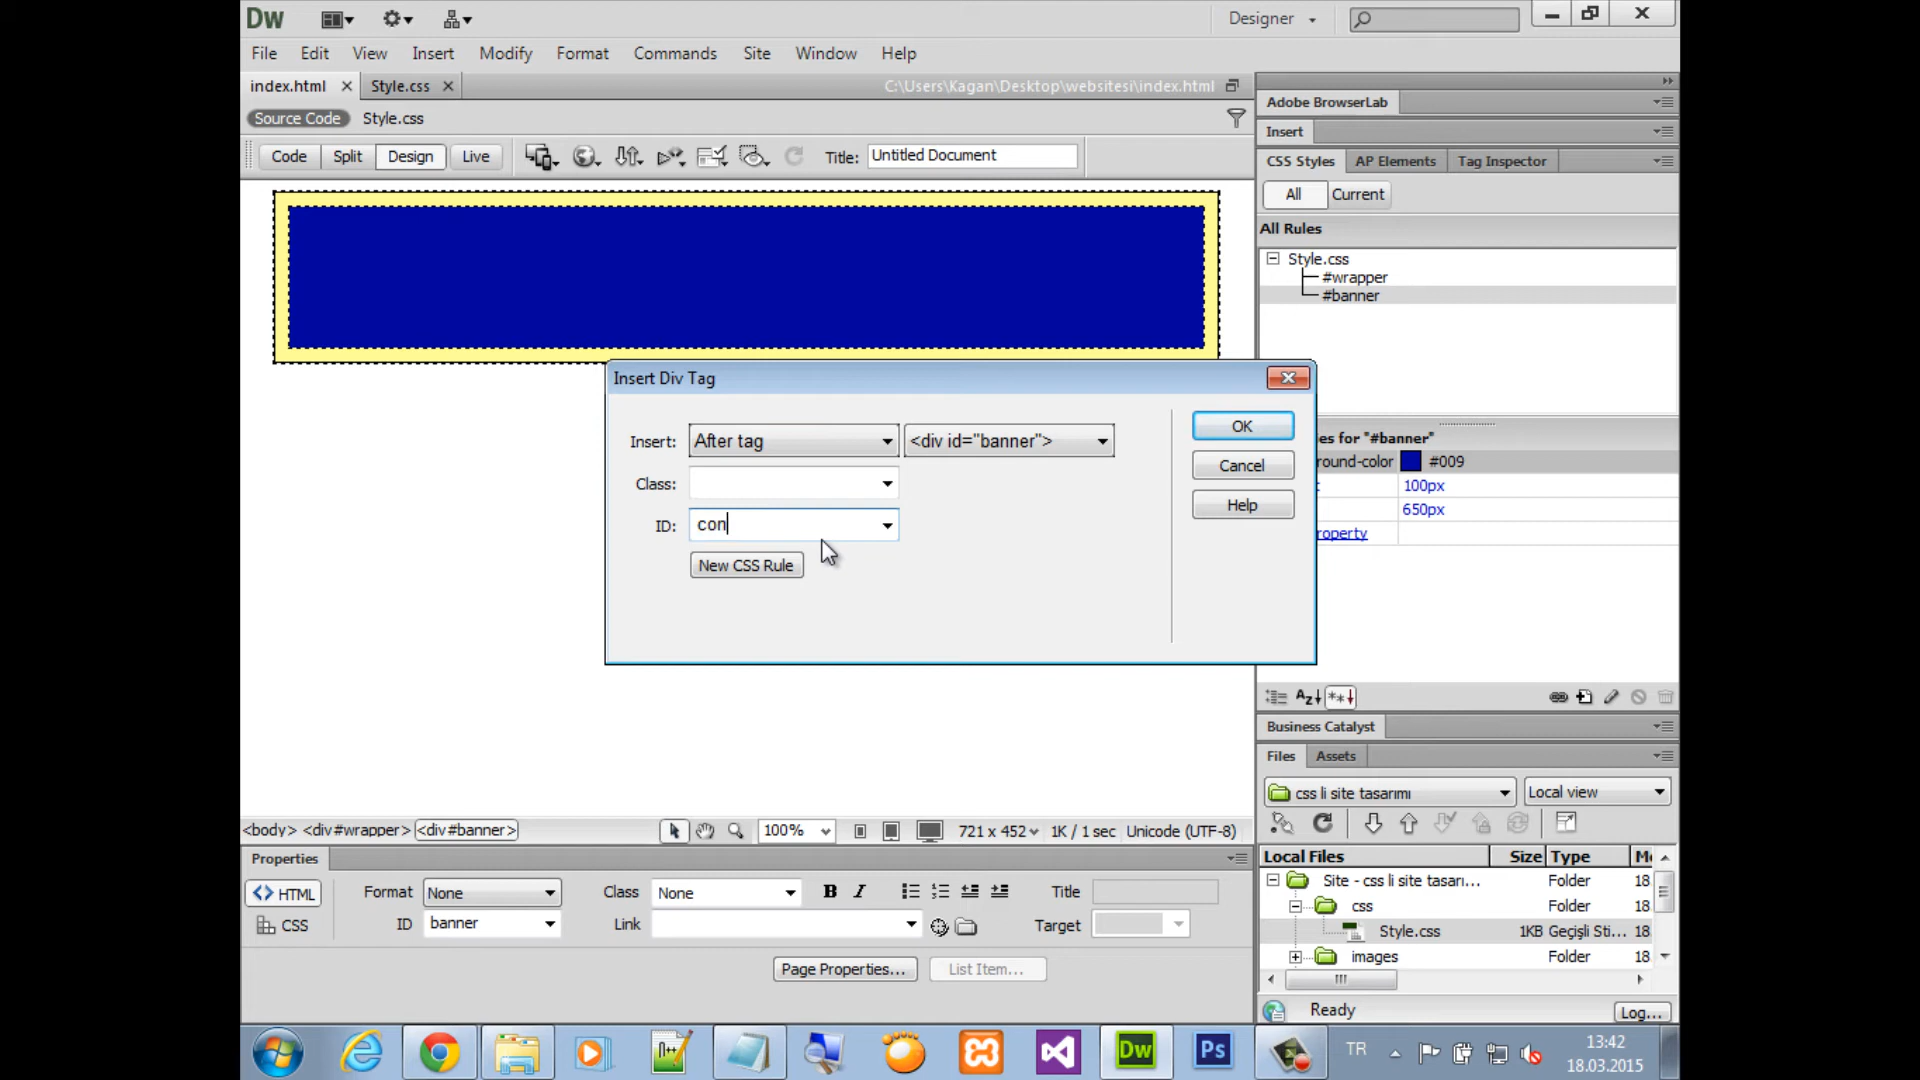 Dw
Designer
File Edit View Insert Modify Format Commands Site Window Help
index.html Style.css C:\Users\Kagan\Desktop\websitesi\index.html
Source Code Style.css
Code Split Design Live Title: Untitled Document
Adobe BrowserLab
Insert
CSS Styles AP Elements Tag Inspector
All Current
All Rules
Style.css
#wrapper
#banner
Insert Div Tag
Insert: After tag <div id="banner">
Class:
ID: con
New CSS Rule
OK
Cancel
Help
es for "#banner"
round-color #009
t 100px
650px
roperty
Business Catalyst
Files Assets
css li site tasarımı Local view
<body> <div#wrapper> <div#banner> 100% 721 x 452 1K / 1 sec Unicode (UTF-8)
Properties
HTML Format None Class None B I Title
CSS ID banner Link Target
Page Properties... List Item...
Local Files Size Type M
Site - css li site tasarı... Folder 18
css Folder 18
Style.css 1KB Geçişli Sti... 18
images Folder 18
Ready Log...
Dw Ps TR 13:42
18.03.2015